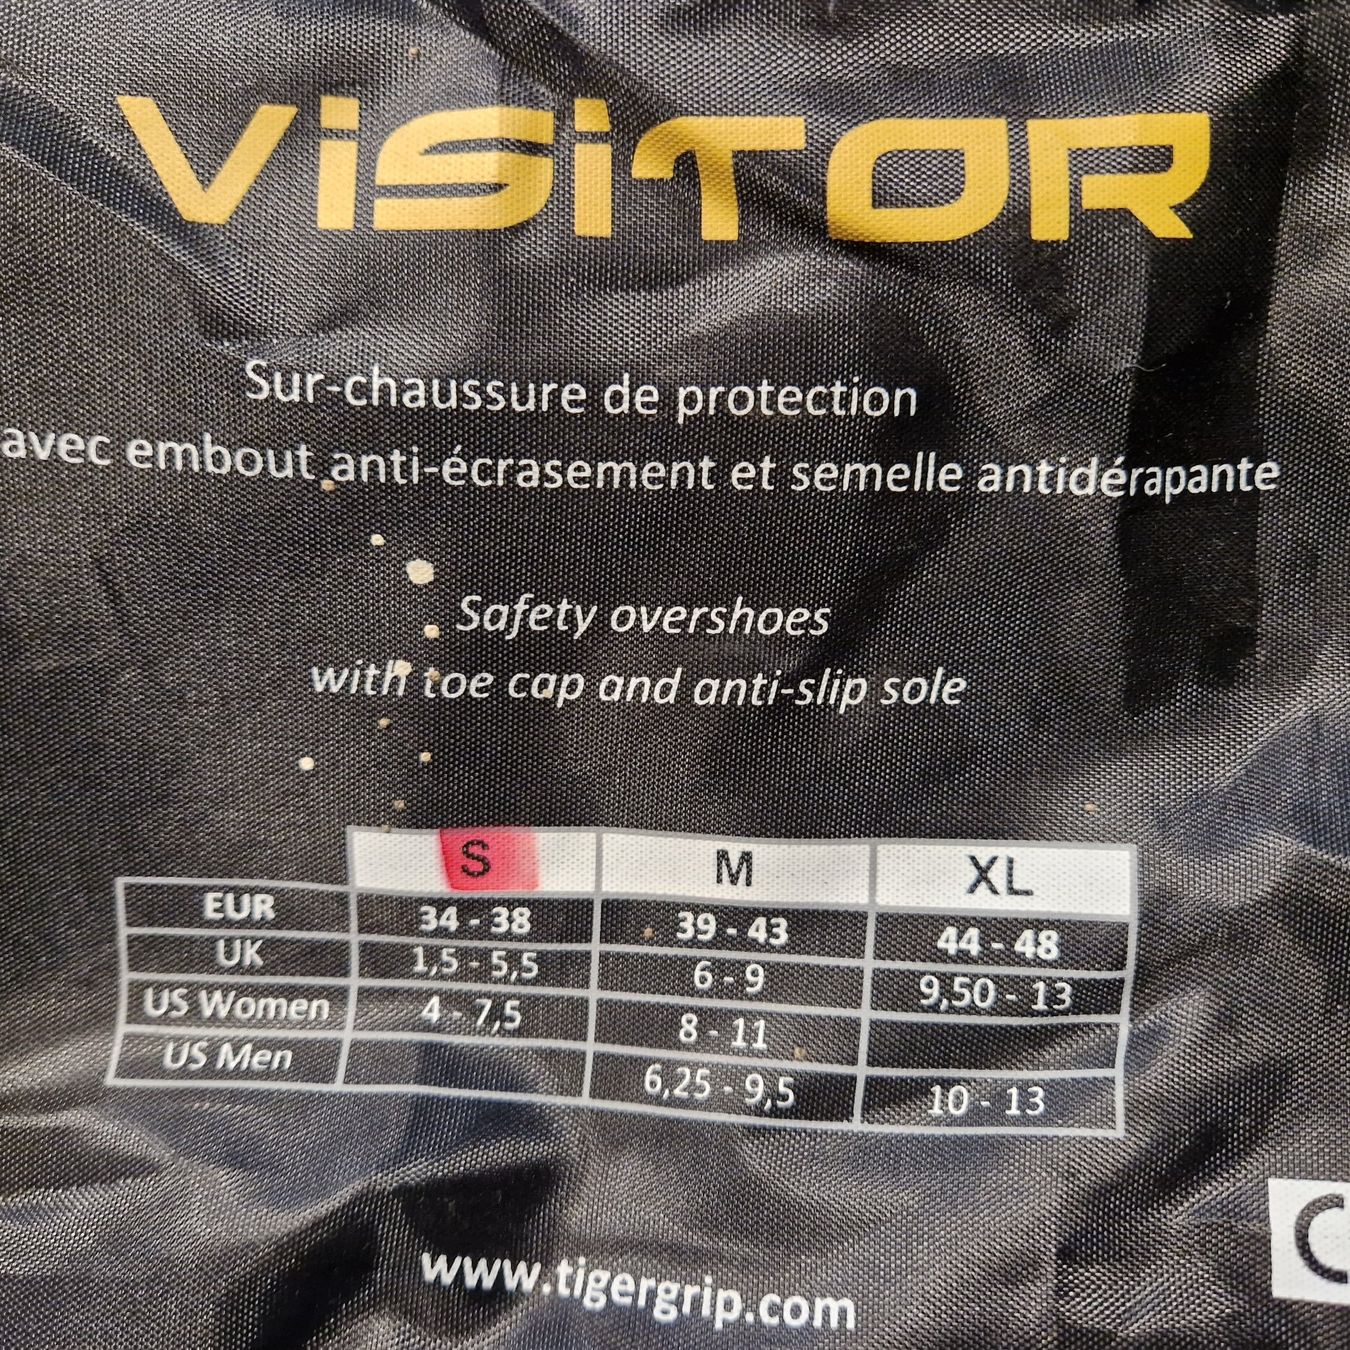 ViSiTOR
Sur-chaussure de protection
avec embout anti-écrasement et semelle antidérapante
Safety overshoes
with toe cap and anti-slip sole
S M XL
EUR 34 - 38 39 - 43 44 - 48
UK 1,5 - 5,5 6 - 9 9,50 - 13
US Women 4 - 7,5 8 - 11
US Men 6,25 - 9,5 10 - 13
www.tigergrip.com
C